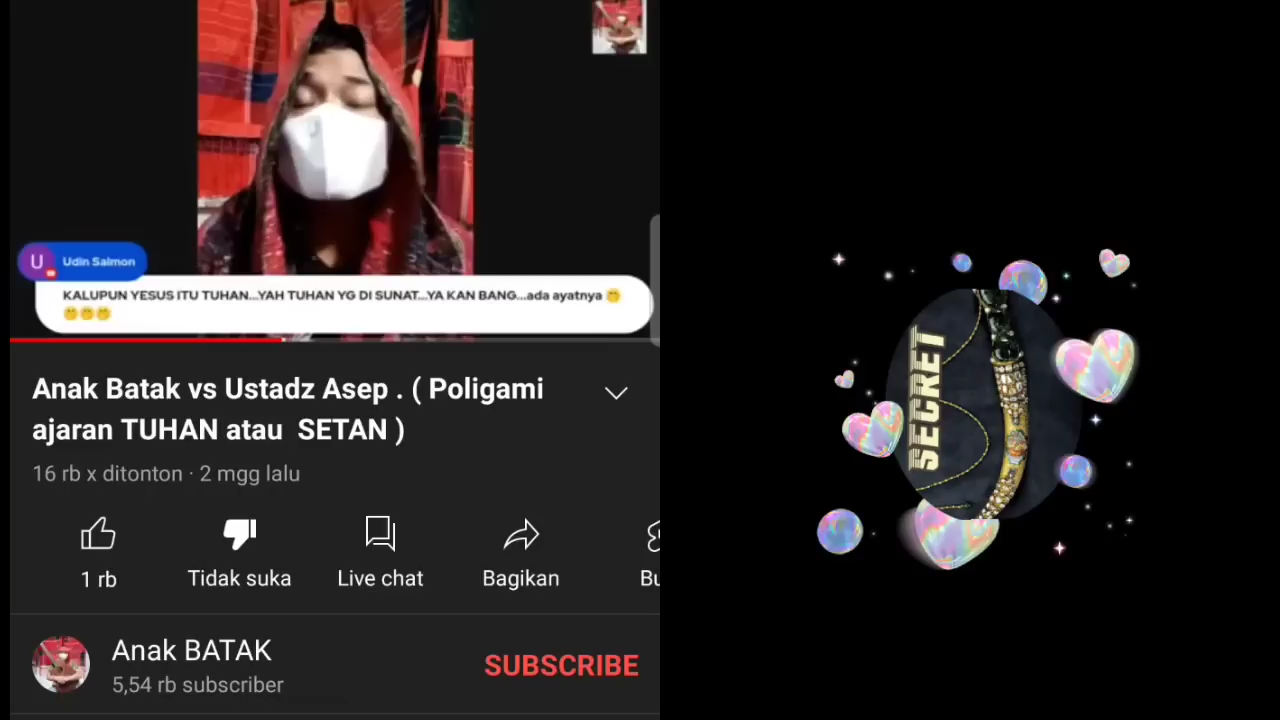 U
Udin Salmon
KALUPUN YESUS ITU TUHAN...YAH TUHAN YG DI SUNAT...YA KAN BANG...ada ayatnya 🤭
🤭🤭🤭
Anak Batak vs Ustadz Asep . ( Poligami
ajaran TUHAN atau SETAN )
16 rb x ditonton · 2 mgg lalu
1 rb
Tidak suka
Live chat
Bagikan
Bu
Anak BATAK
5,54 rb subscriber
SUBSCRIBE
SECRET